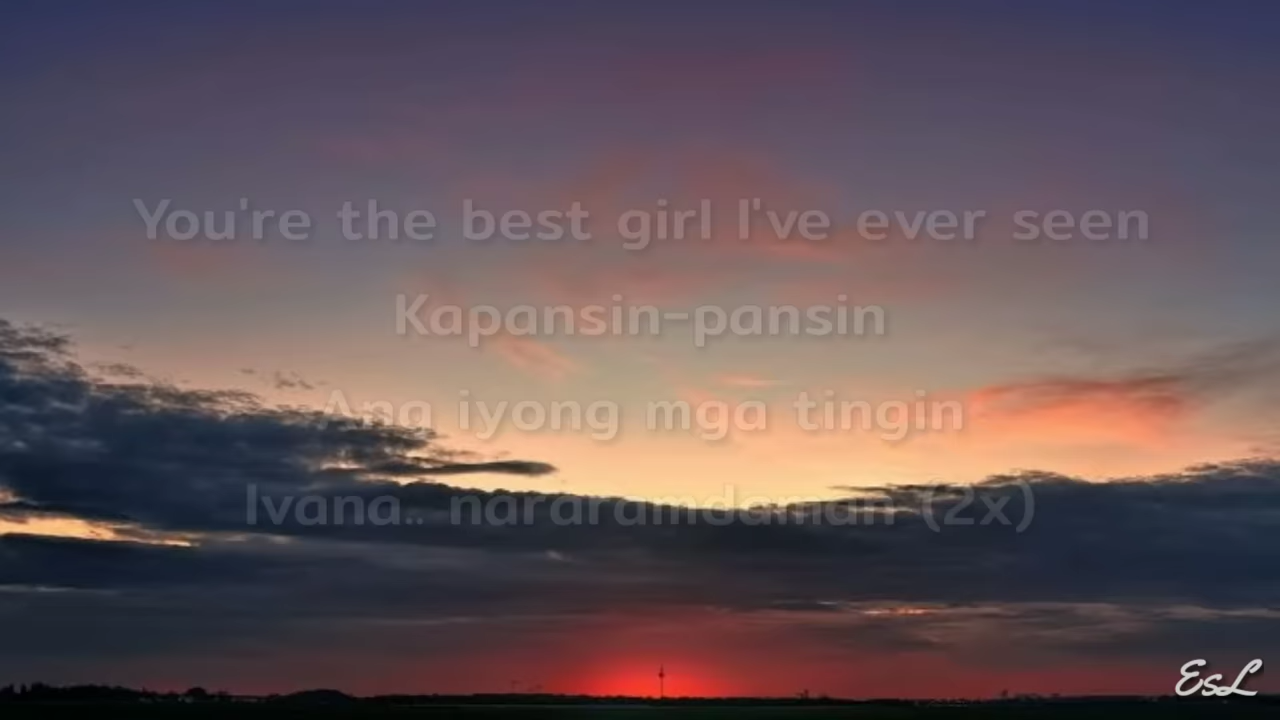 You're the best girl I've ever seen
Kapansin-pansin
Ang iyong mga tingin
Ivana.. nararamdaman (2x)
EsL